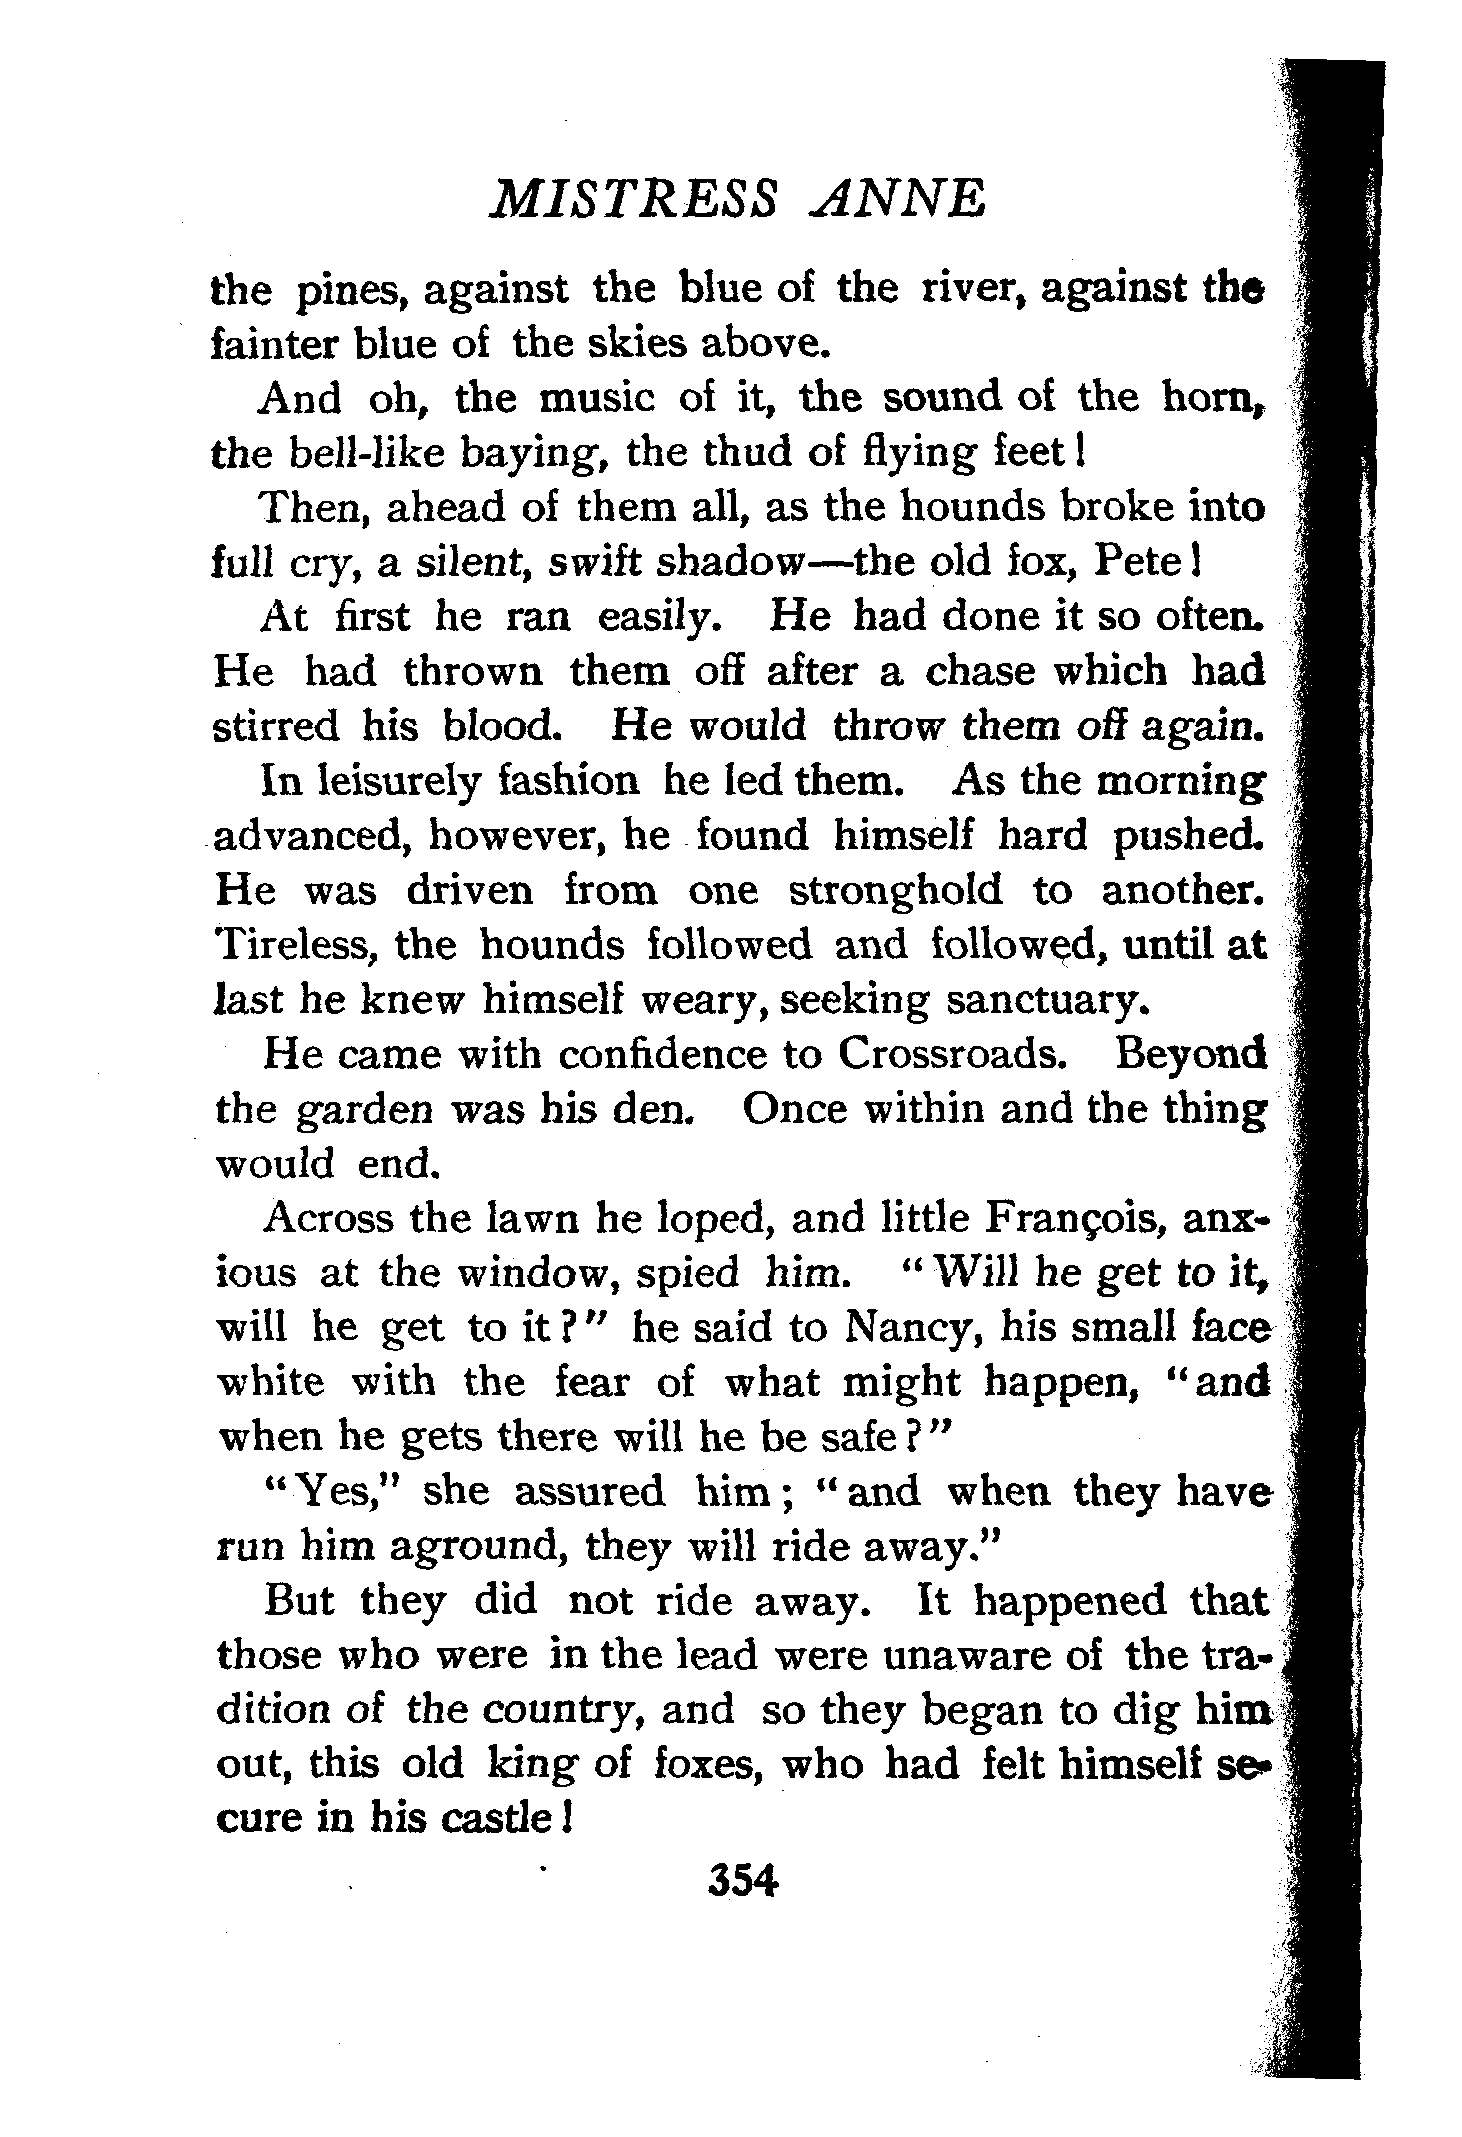 MISTRESS ANNE
the pines, against the blue of the river, against the
fainter blue of the skies above.
And oh, the music of it, the sound of the horn,
the bell-like baying, the thud of flying feet!
Then, ahead of them all, as the hounds broke into
full cry, a silent, swift shadow—the old fox, Pete!
At first he ran easily. He had done it so often.
He had thrown them off after a chase which had
stirred his blood. He would throw them off again.
In leisurely fashion he led them. As the morning
advanced, however, he found himself hard pushed.
He was driven from one stronghold to another.
Tireless, the hounds followed and followed, until at
last he knew himself weary, seeking sanctuary.
He came with confidence to Crossroads. Beyond
the garden was his den. Once within and the thing
would end.
Across the lawn he loped, and little François, anx-
ious at the window, spied him. "Will he get to it,
will he get to it?" he said to Nancy, his small face
white with the fear of what might happen, "and
when he gets there will he be safe?"
"Yes," she assured him; "and when they have
run him aground, they will ride away."
But they did not ride away. It happened that
those who were in the lead were unaware of the tra-
dition of the country, and so they began to dig him
out, this old king of foxes, who had felt himself se-
cure in his castle!
354